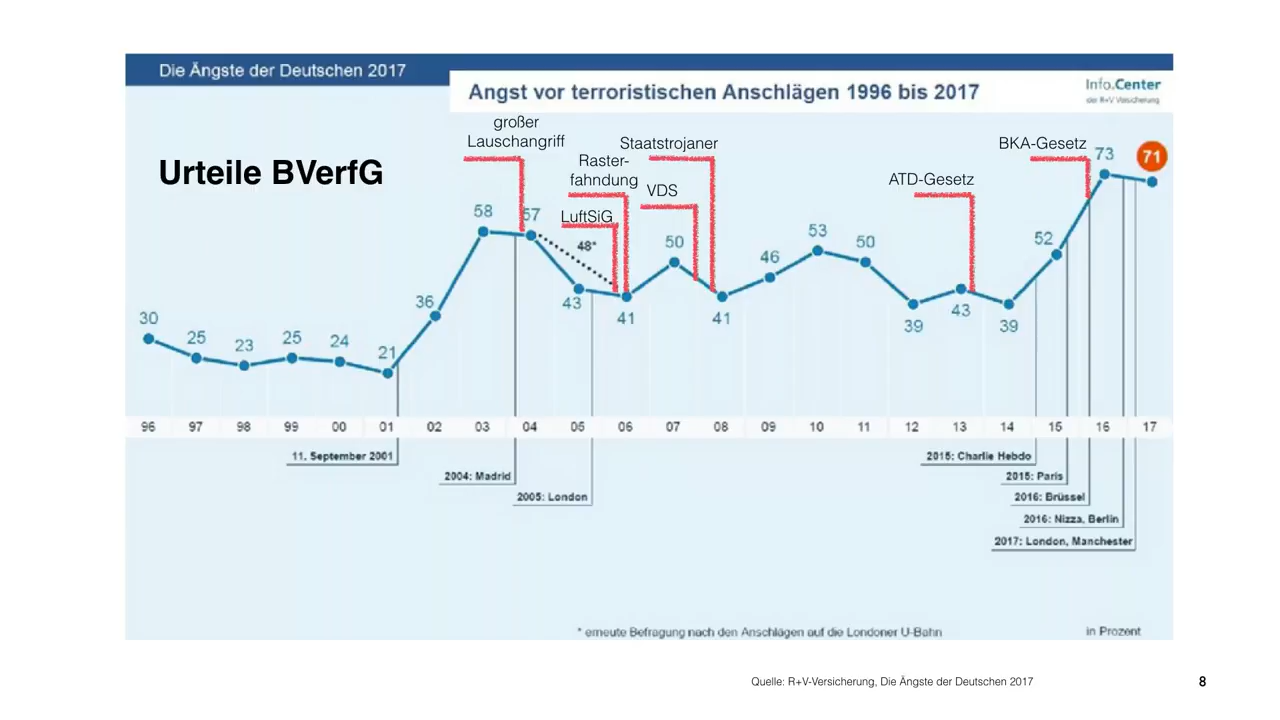 Die Ängste der Deutschen 2017
Angst vor terroristischen Anschlägen 1996 bis 2017
Info.Center
der R+V Versicherung
Urteile BVerfG
großer
Lauschangriff
Raster-
fahndung
LuftSiG
Staatstrojaner
VDS
ATD-Gesetz
BKA-Gesetz
30
25
23
25
24
21
36
58
57
48*
43
41
50
41
46
53
50
39
43
39
52
73
71
96 97 98 99 00 01 02 03 04 05 06 07 08 09 10 11 12 13 14 15 16 17
11. September 2001
2004: Madrid
2005: London
2015: Charlie Hebdo
2015: Paris
2016: Brüssel
2016: Nizza, Berlin
2017: London, Manchester
* erneute Befragung nach den Anschlägen auf die Londoner U-Bahn
in Prozent
Quelle: R+V-Versicherung, Die Ängste der Deutschen 2017
8